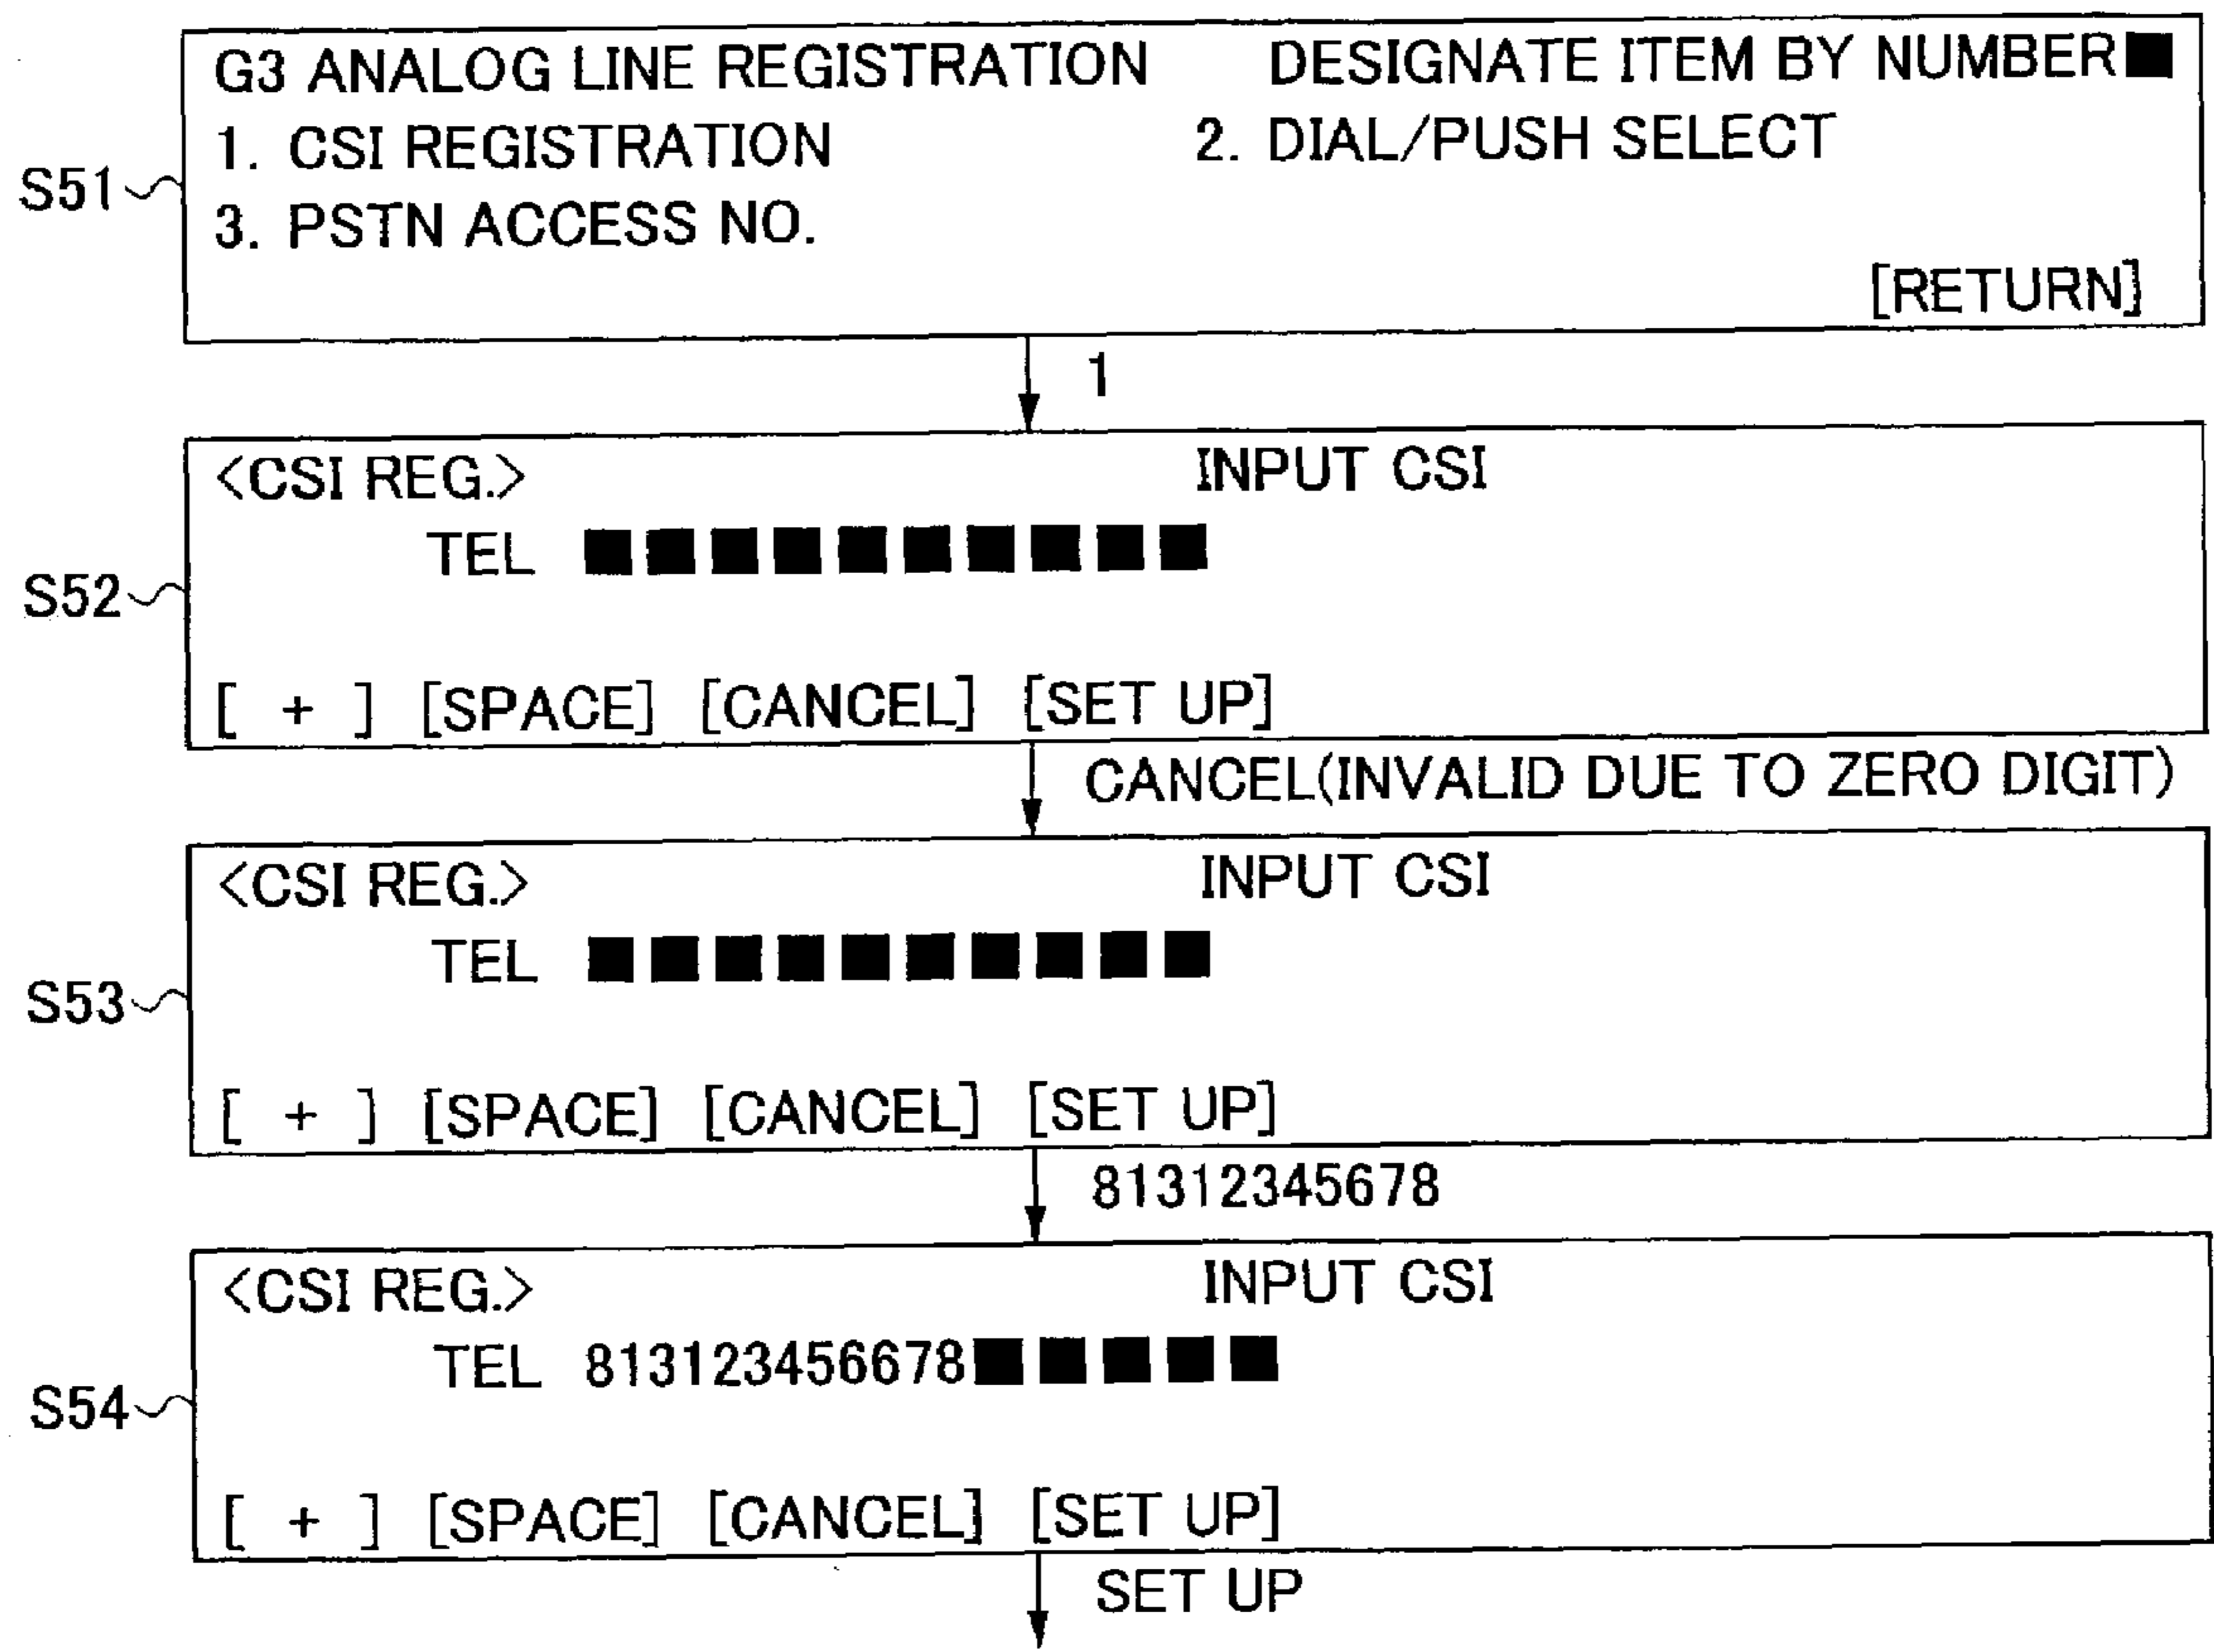 G3 ANALOG LINE REGISTRATION DESIGNATE ITEM BY NUMBER■
1. CSI REGISTRATION 2. DIAL/PUSH SELECT
S51
3. PSTN ACCESS NO.
[RETURN]
1
<CSI REG.> INPUT CSI
TEL ■■■■■■■■■■
S52
[ + ] [SPACE] [CANCEL] [SET UP]
CANCEL(INVALID DUE TO ZERO DIGIT)
<CSI REG.> INPUT CSI
TEL ■■■■■■■■■■
S53
[ + ] [SPACE] [CANCEL] [SET UP]
81312345678
<CSI REG.> INPUT CSI
TEL 813123456678■■■■■
S54
[ + ] [SPACE] [CANCEL] [SET UP]
SET UP